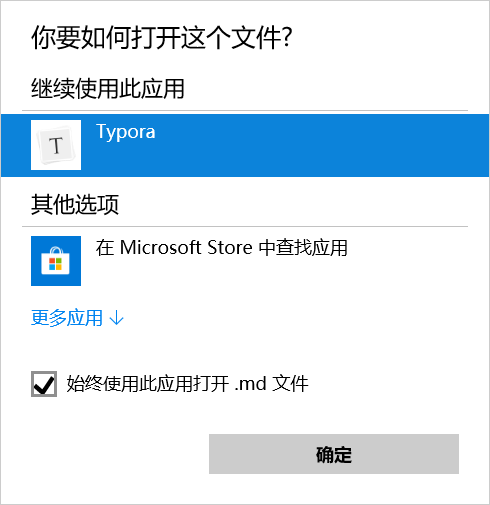 你要如何打开这个文件?
继续使用此应用
T
Typora
其他选项
在 Microsoft Store 中查找应用
更多应用 ↓
始终使用此应用打开 .md 文件
确定